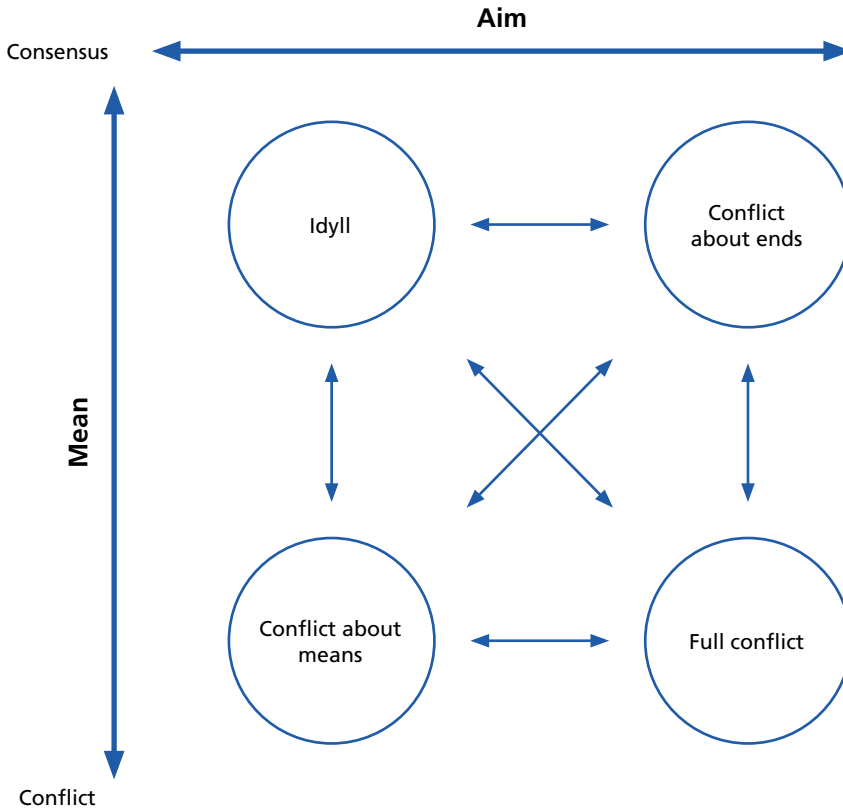 Aim
Consensus
Idyll
Conflict
about ends
Mean
Conflict about
means
Full conflict
Conflict